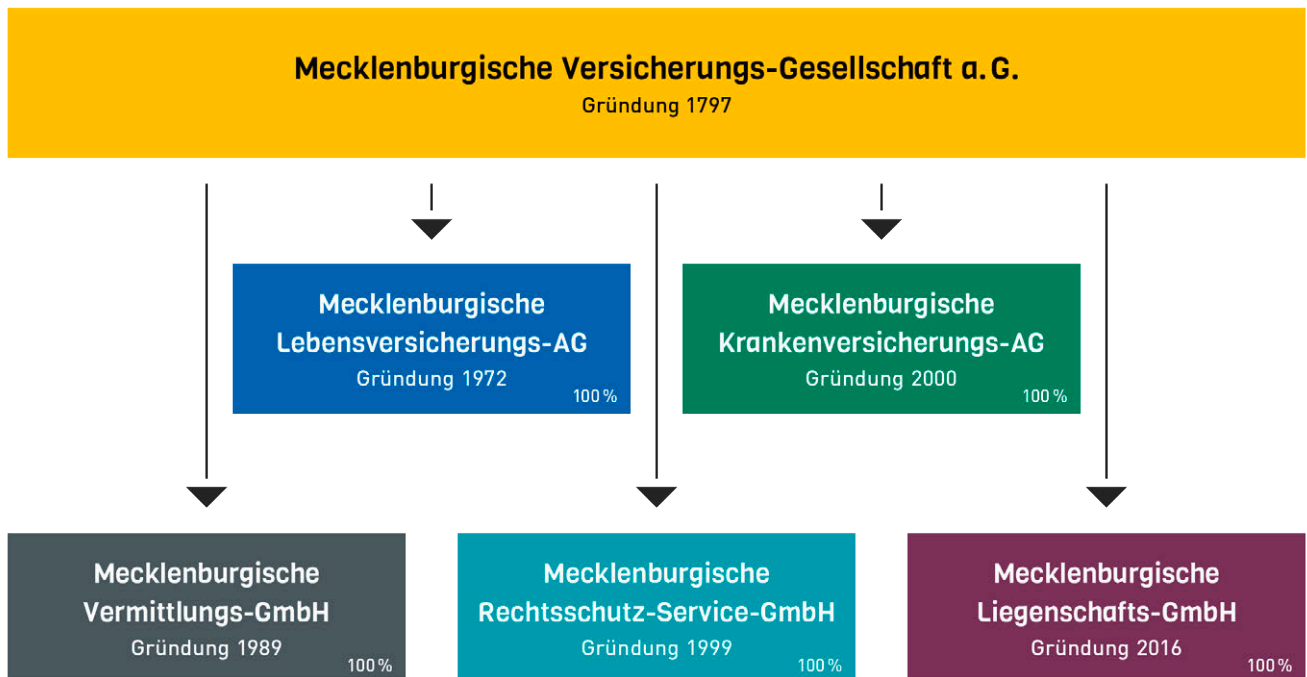 Mecklenburgische Versicherungs-Gesellschaft a. G.
Gründung 1797
Mecklenburgische
Lebensversicherungs-AG
Gründung 1972
100 %
Mecklenburgische
Krankenversicherungs-AG
Gründung 2000
100 %
Mecklenburgische
Vermittlungs-GmbH
Gründung 1989
100 %
Mecklenburgische
Rechtsschutz-Service-GmbH
Gründung 1999
100 %
Mecklenburgische
Liegenschafts-GmbH
Gründung 2016
100 %